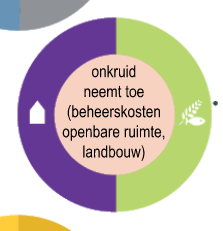 onkruid
neemt toe
(beheerskosten
openbare ruimte,
landbouw)